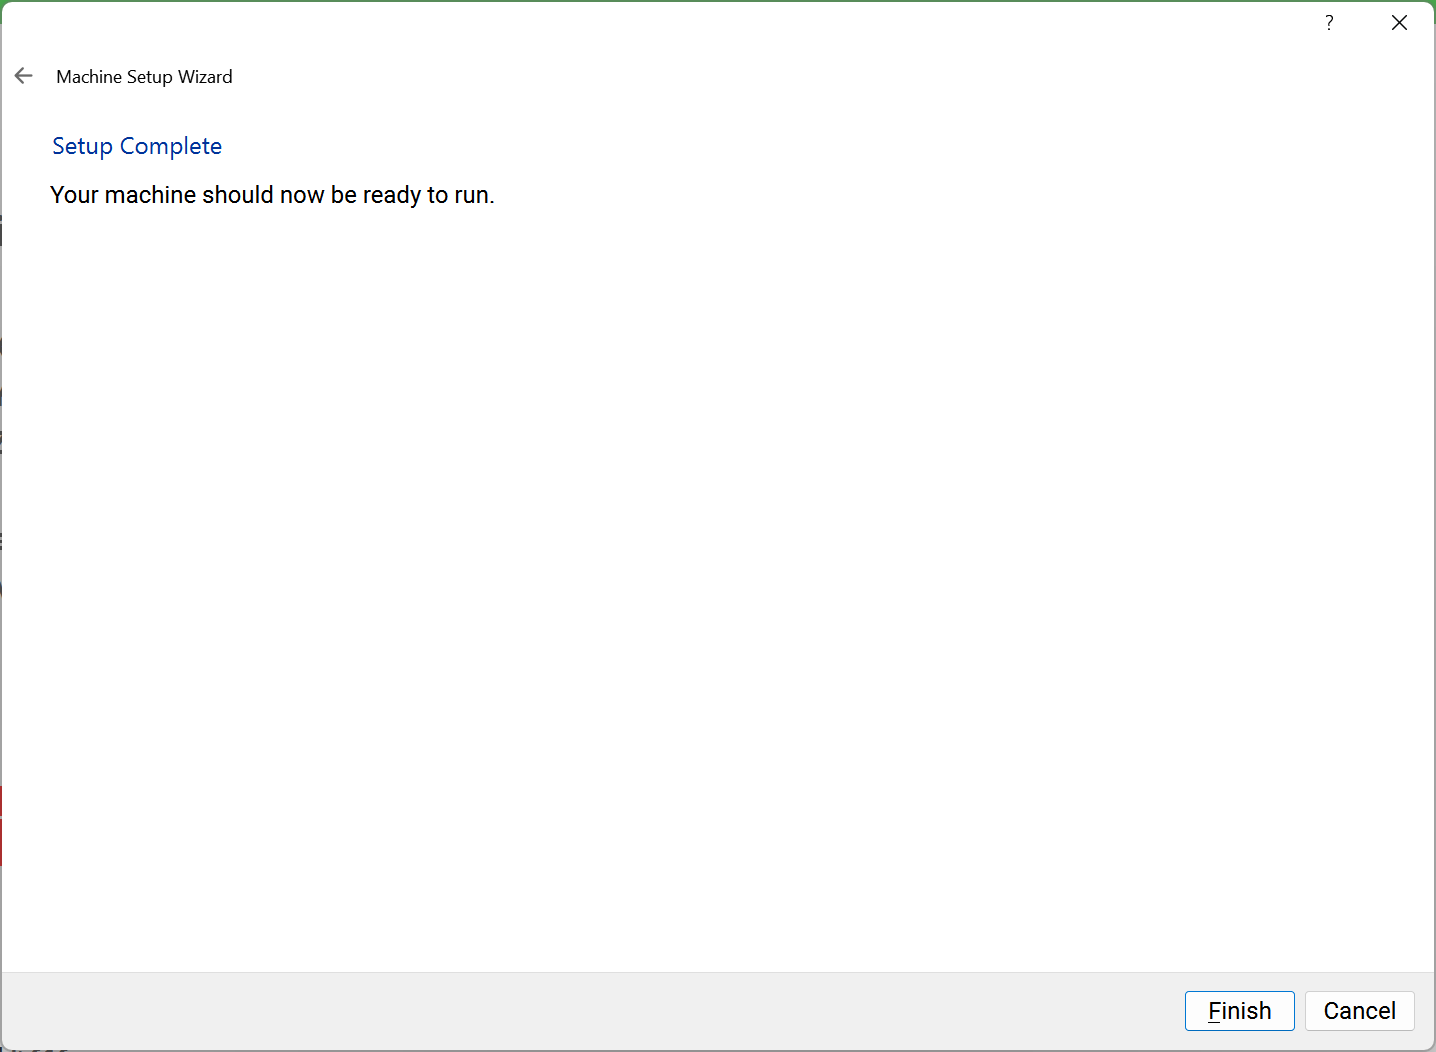 ?
Machine Setup Wizard
Setup Complete
Your machine should now be ready to run.
Finish Cancel